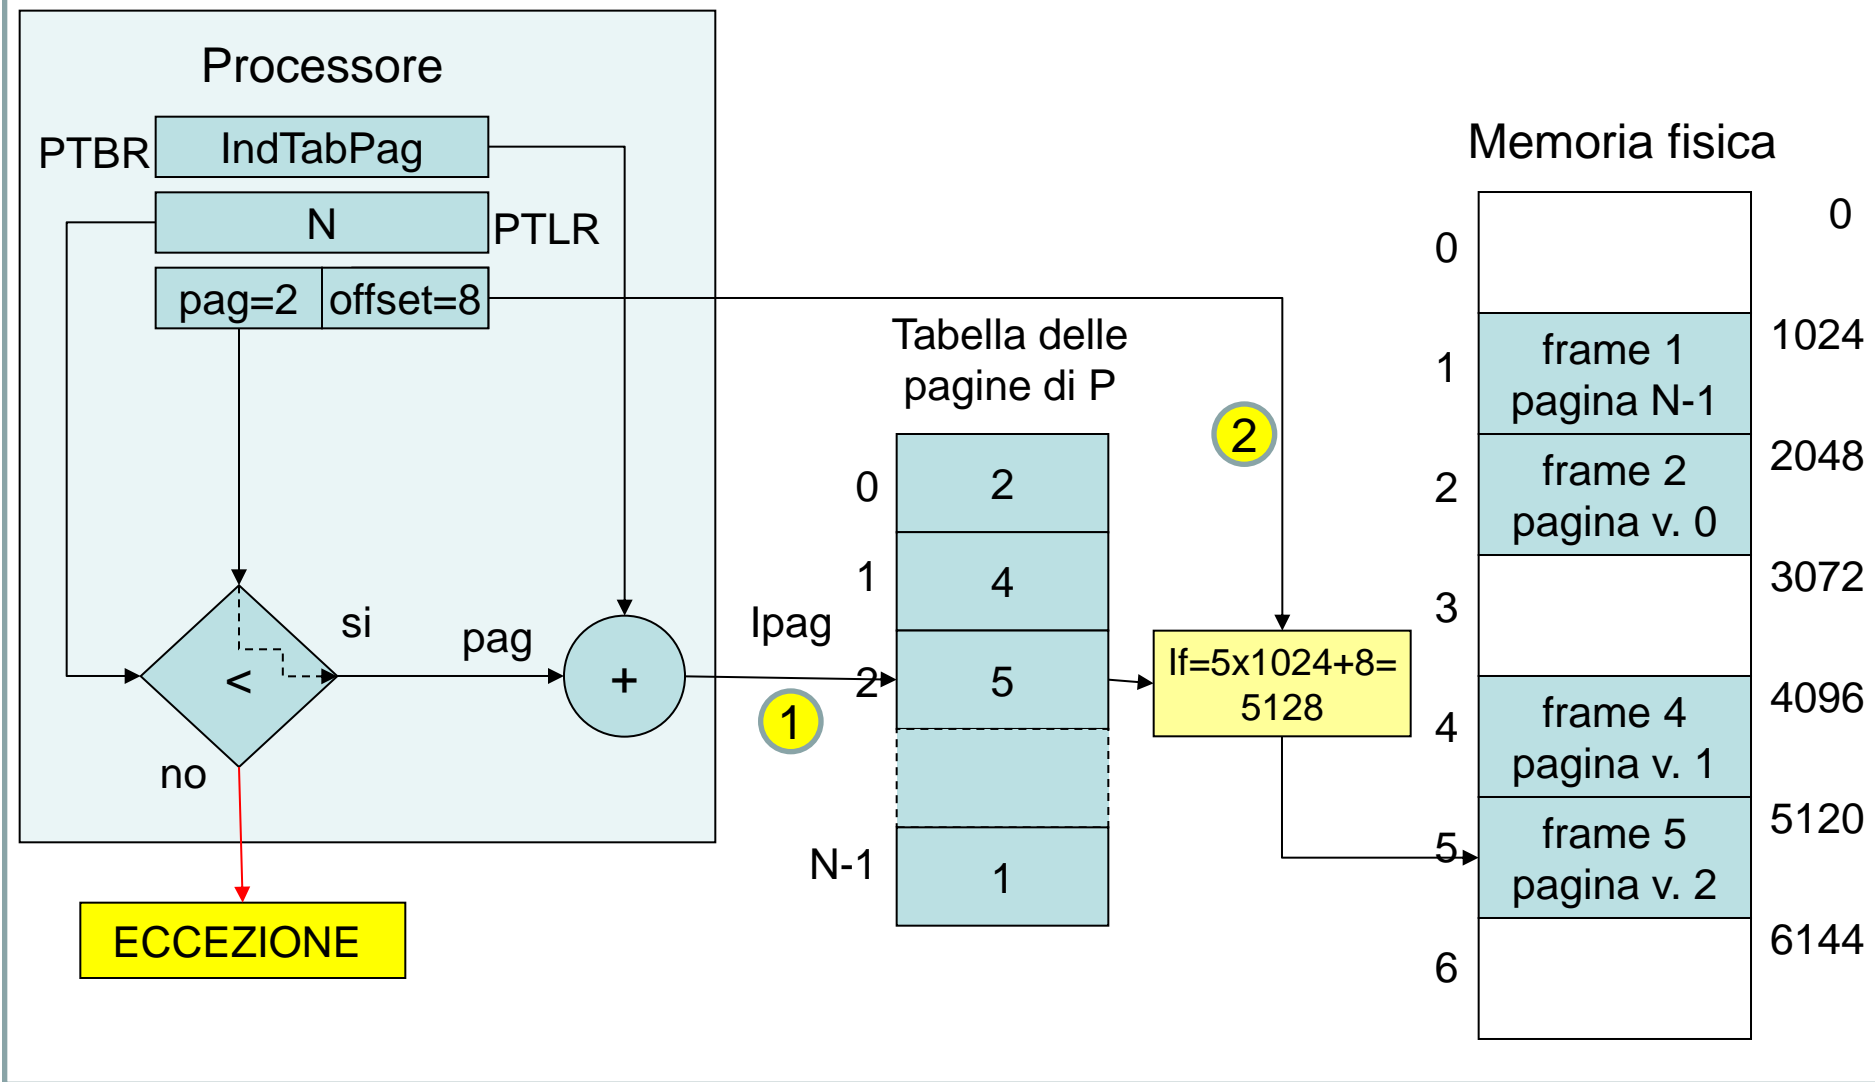 Processore
PTBR
IndTabPag
N
PTLR
pag=2
offset=8
<
si
no
pag
+
Ipag
1
ECCEZIONE
Tabella delle
pagine di P
0
2
1
4
2
5
N-1
1
2
If=5x1024+8=
5128
Memoria fisica
0
0
1
frame 1
pagina N-1
1024
2
frame 2
pagina v. 0
2048
3
3072
4
frame 4
pagina v. 1
4096
5
frame 5
pagina v. 2
5120
6
6144